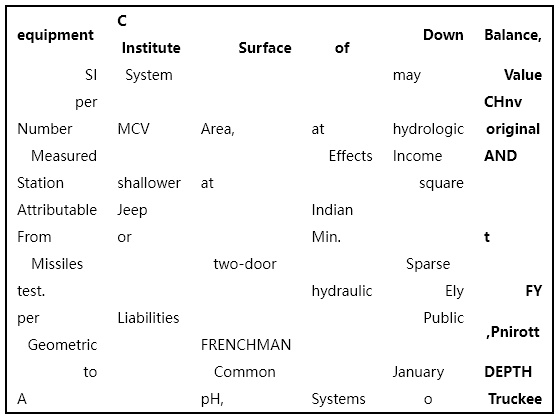 equipment C Institute Surface of Down Balance,
SI System may Value
per CHnv
Number MCV Area, at hydrologic original
Measured Effects Income AND
Station shallower at square
Attributable Jeep Indian
From or Min. t
Missiles two-door Sparse
test. hydraulic Ely FY
per Liabilities Public ,Pnirott
Geometric FRENCHMAN
to Common January DEPTH
A pH, Systems o Truckee